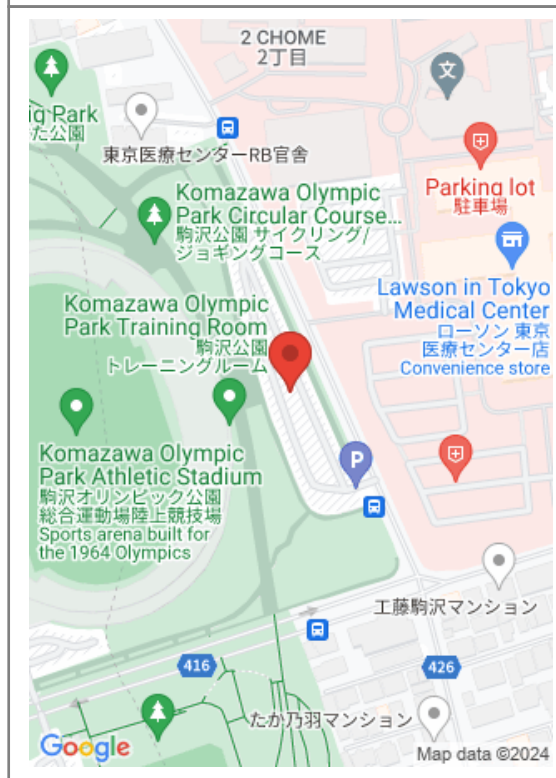 2 CHOME
2丁目
iq Park
た公園
東京医療センターRB官舎
Parking lot
駐車場
Komazawa Olympic
Park Circular Course...
駒沢公園 サイクリング/
ジョギングコース
Lawson in Tokyo
Medical Center
ローソン 東京
医療センター店
Convenience store
Komazawa Olympic
Park Training Room
駒沢公園
トレーニングルーム
P
Komazawa Olympic
Park Athletic Stadium
駒沢オリンピック公園
総合運動場陸上競技場
Sports arena built for
the 1964 Olympics
工藤駒沢マンション
416
426
たか乃羽マンション
Google
Map data ©2024
文